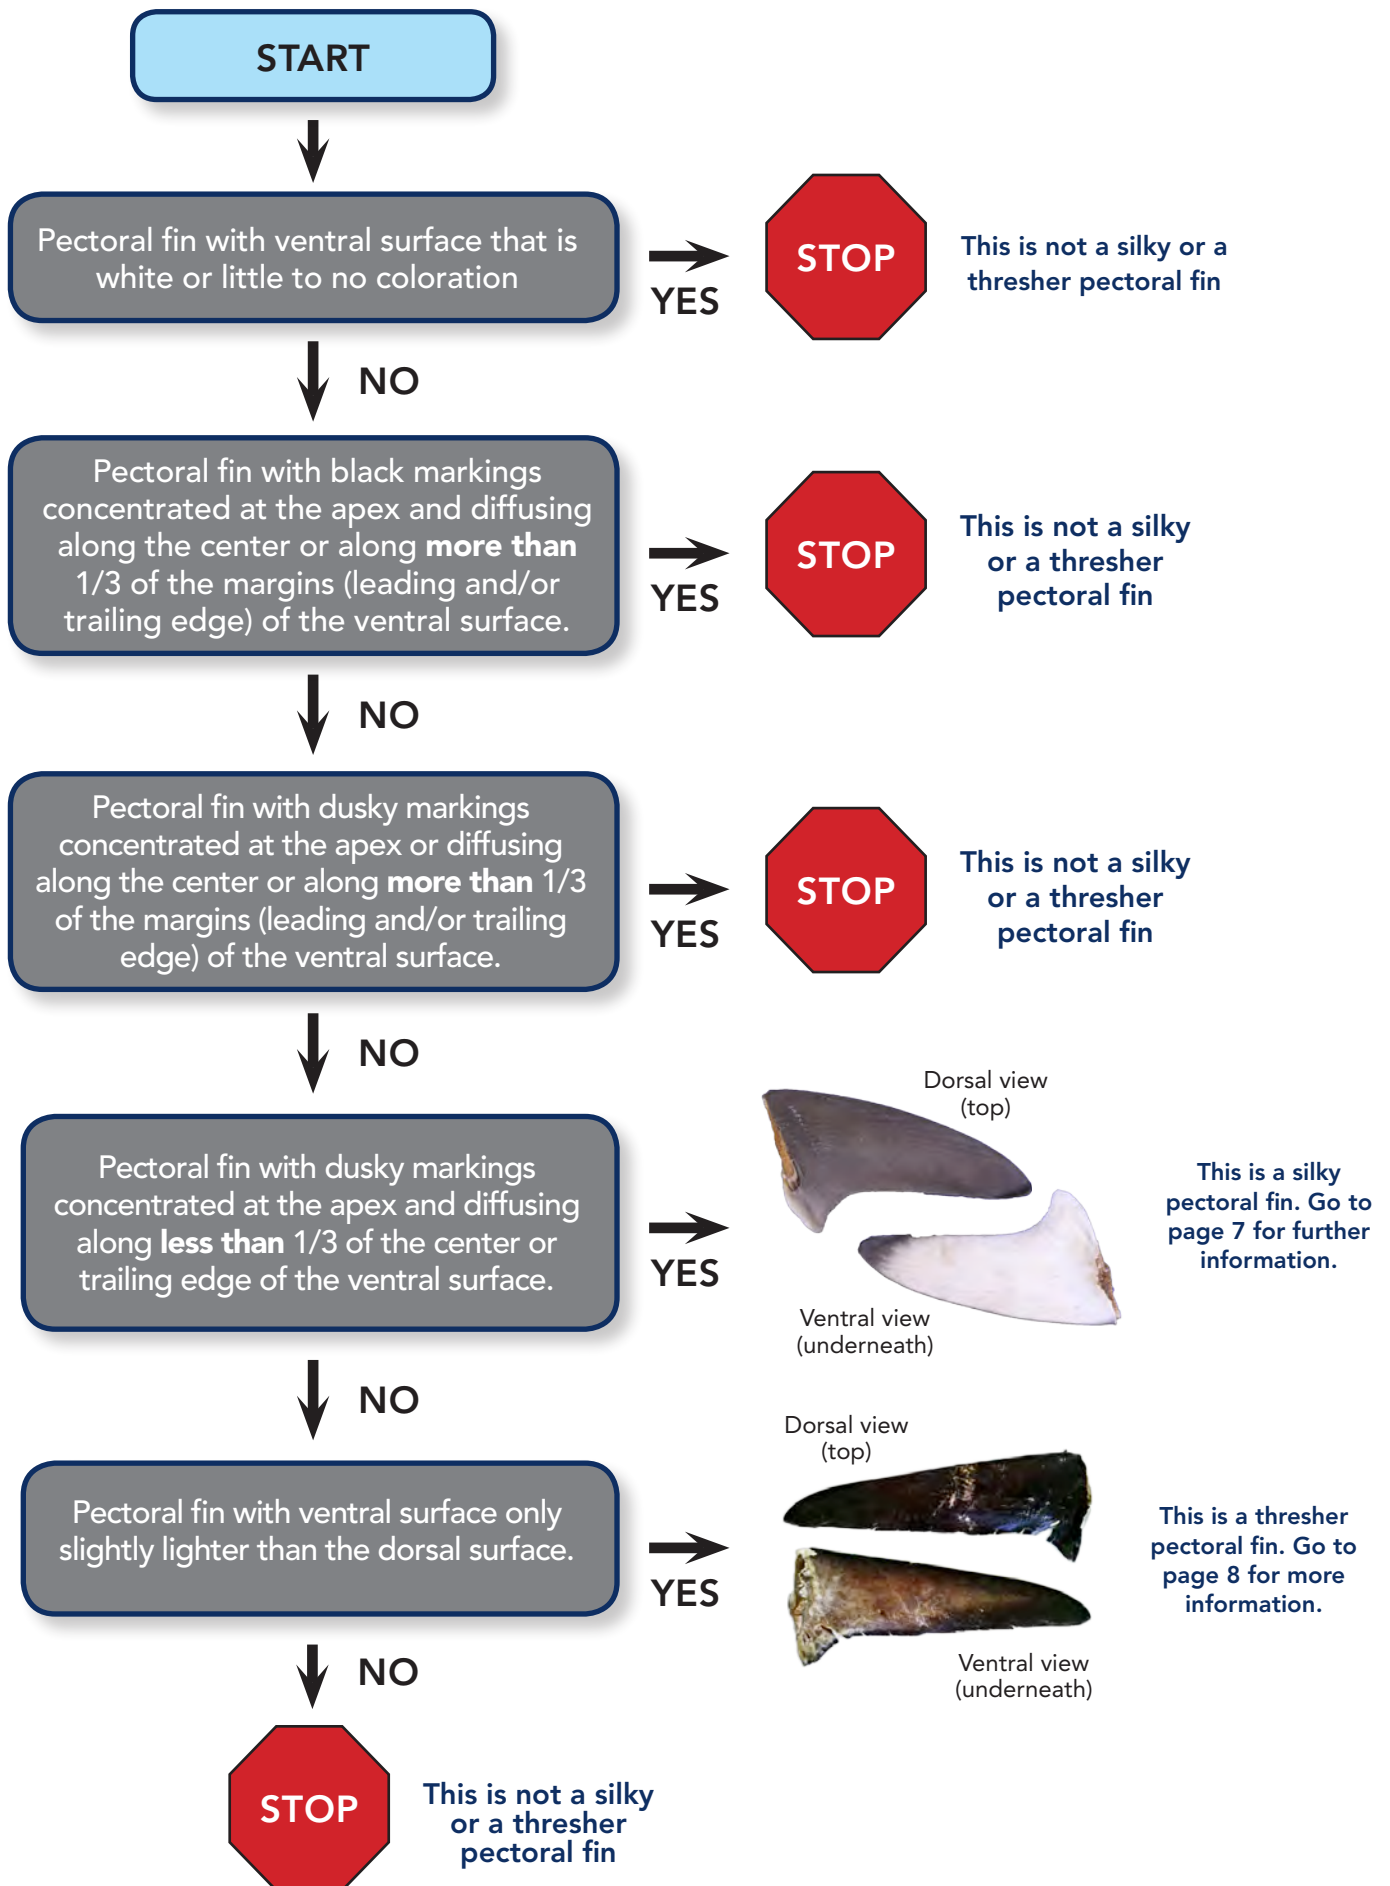 START
Pectoral fin with ventral surface that is
white or little to no coloration
YES
STOP
This is not a silky or a
thresher pectoral fin
NO
Pectoral fin with black markings
concentrated at the apex and diffusing
along the center or along more than
1/3 of the margins (leading and/or
trailing edge) of the ventral surface.
YES
STOP
This is not a silky
or a thresher
pectoral fin
NO
Pectoral fin with dusky markings
concentrated at the apex or diffusing
along the center or along more than 1/3
of the margins (leading and/or trailing
edge) of the ventral surface.
YES
STOP
This is not a silky
or a thresher
pectoral fin
NO
Pectoral fin with dusky markings
concentrated at the apex and diffusing
along less than 1/3 of the center or
trailing edge of the ventral surface.
YES
Dorsal view
(top)
Ventral view
(underneath)
This is a silky
pectoral fin. Go to
page 7 for further
information.
NO
Pectoral fin with ventral surface only
slightly lighter than the dorsal surface.
YES
Dorsal view
(top)
Ventral view
(underneath)
This is a thresher
pectoral fin. Go to
page 8 for more
information.
NO
STOP
This is not a silky
or a thresher
pectoral fin